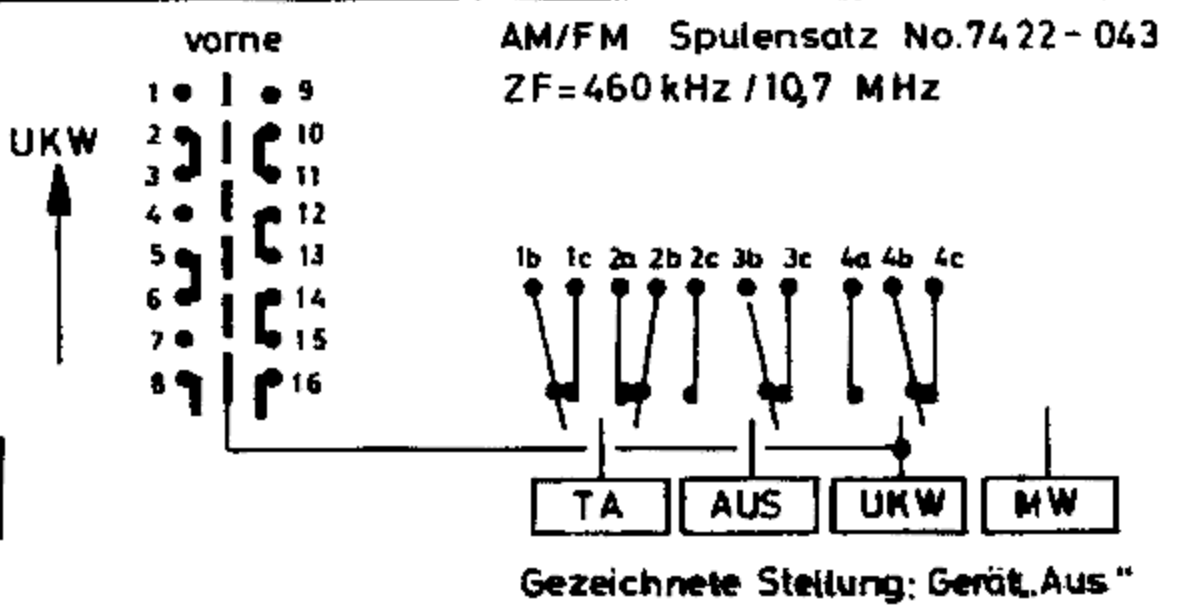 vorne
AM/FM Spulensatz No.7422-043
ZF=460kHz/10,7 MHz
UKW
1 9
2 10
3 11
4 12
5 13
6 14
7 15
8 16
1b 1c 2a 2b 2c 3b 3c 4a 4b 4c
TA AUS UKW MW
Gezeichnete Stellung: Gerät „Aus“